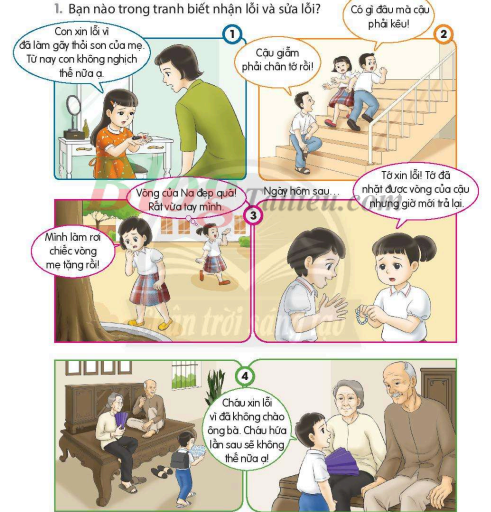 1. Bạn nào trong tranh biết nhận lỗi và sửa lỗi?
Con xin lỗi vì
đã làm gãy thỏi son của mẹ.
Từ nay con không nghịch
thế nữa ạ.
1
Cậu giẫm
phải chân tớ rồi!
Có gì đâu mà cậu
phải kêu!
2
Vòng của Na đẹp quá!
Rất vừa tay mình.
Mình làm rơi
chiếc vòng
mẹ tặng rồi!
3
Ngày hôm sau...
Tớ xin lỗi! Tớ đã
nhặt được vòng của cậu
nhưng giờ mới trả lại.
4
Cháu xin lỗi
vì đã không chào
ông bà. Cháu hứa
lần sau sẽ không
thế nữa ạ!
chân trời sáng tạo